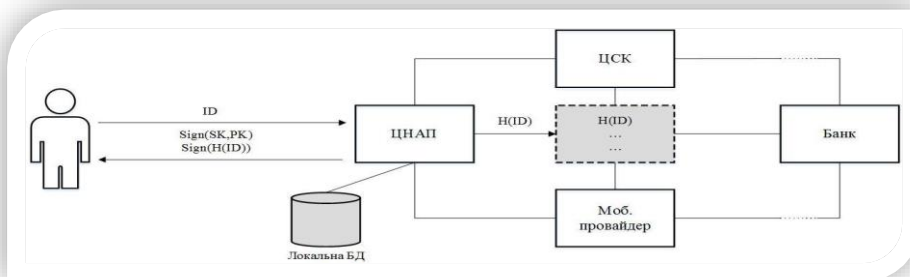 ЦСК
ID
Sign(SK,PK)
Sign(H(ID))
ЦНАП
H(ID)
H(ID)
...
...
Банк
Моб.
провайдер
Локальна БД